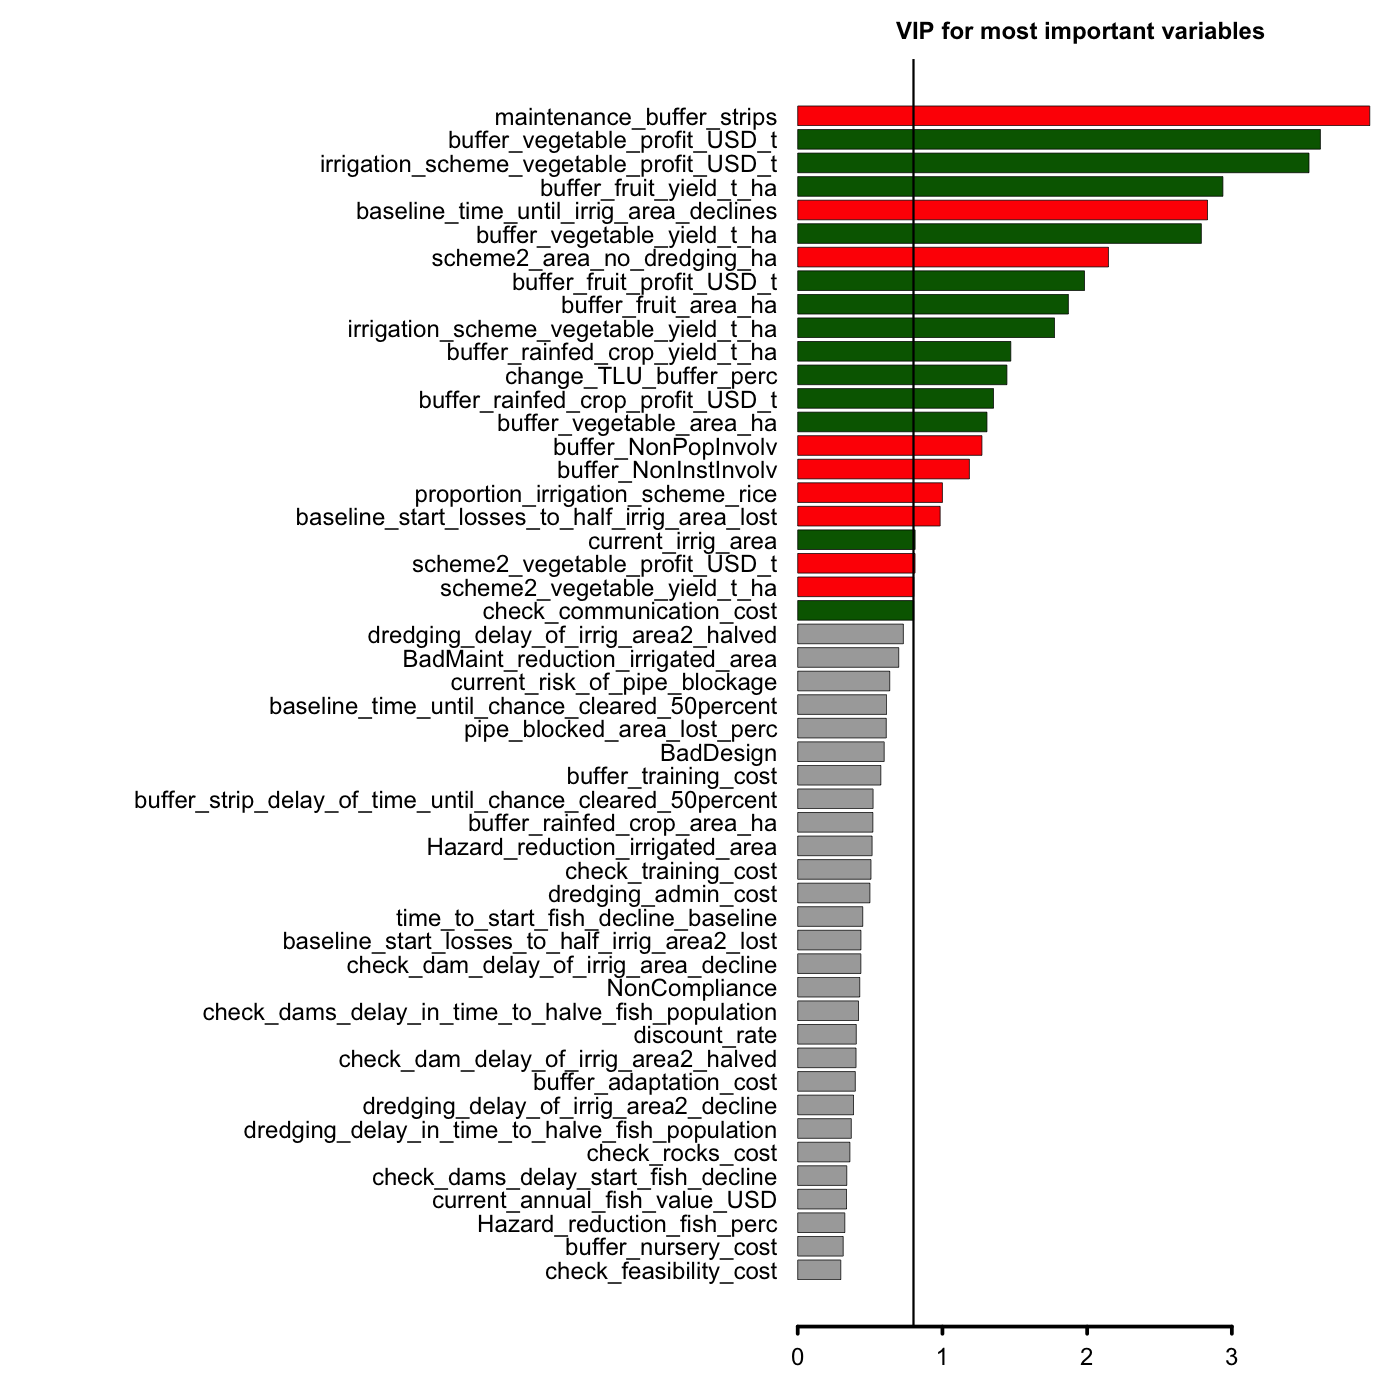 VIP for most important variables
maintenance_buffer_strips
buffer_vegetable_profit_USD_t
irrigation_scheme_vegetable_profit_USD_t
buffer_fruit_yield_t_ha
baseline_time_until_irrig_area_declines
buffer_vegetable_yield_t_ha
scheme2_area_no_dredging_ha
buffer_fruit_profit_USD_t
buffer_fruit_area_ha
irrigation_scheme_vegetable_yield_t_ha
buffer_rainfed_crop_yield_t_ha
change_TLU_buffer_perc
buffer_rainfed_crop_profit_USD_t
buffer_vegetable_area_ha
buffer_NonPopInvolv
buffer_NonInstInvolv
proportion_irrigation_scheme_rice
baseline_start_losses_to_half_irrig_area_lost
current_irrig_area
scheme2_vegetable_profit_USD_t
scheme2_vegetable_yield_t_ha
check_communication_cost
dredging_delay_of_irrig_area2_halved
BadMaint_reduction_irrigated_area
current_risk_of_pipe_blockage
baseline_time_until_chance_cleared_50percent
pipe_blocked_area_lost_perc
BadDesign
buffer_training_cost
buffer_strip_delay_of_time_until_chance_cleared_50percent
buffer_rainfed_crop_area_ha
Hazard_reduction_irrigated_area
check_training_cost
dredging_admin_cost
time_to_start_fish_decline_baseline
baseline_start_losses_to_half_irrig_area2_lost
check_dam_delay_of_irrig_area_decline
NonCompliance
check_dams_delay_in_time_to_halve_fish_population
discount_rate
check_dam_delay_of_irrig_area2_halved
buffer_adaptation_cost
dredging_delay_of_irrig_area2_decline
dredging_delay_in_time_to_halve_fish_population
check_rocks_cost
check_dams_delay_start_fish_decline
current_annual_fish_value_USD
Hazard_reduction_fish_perc
buffer_nursery_cost
check_feasibility_cost
0 1 2 3